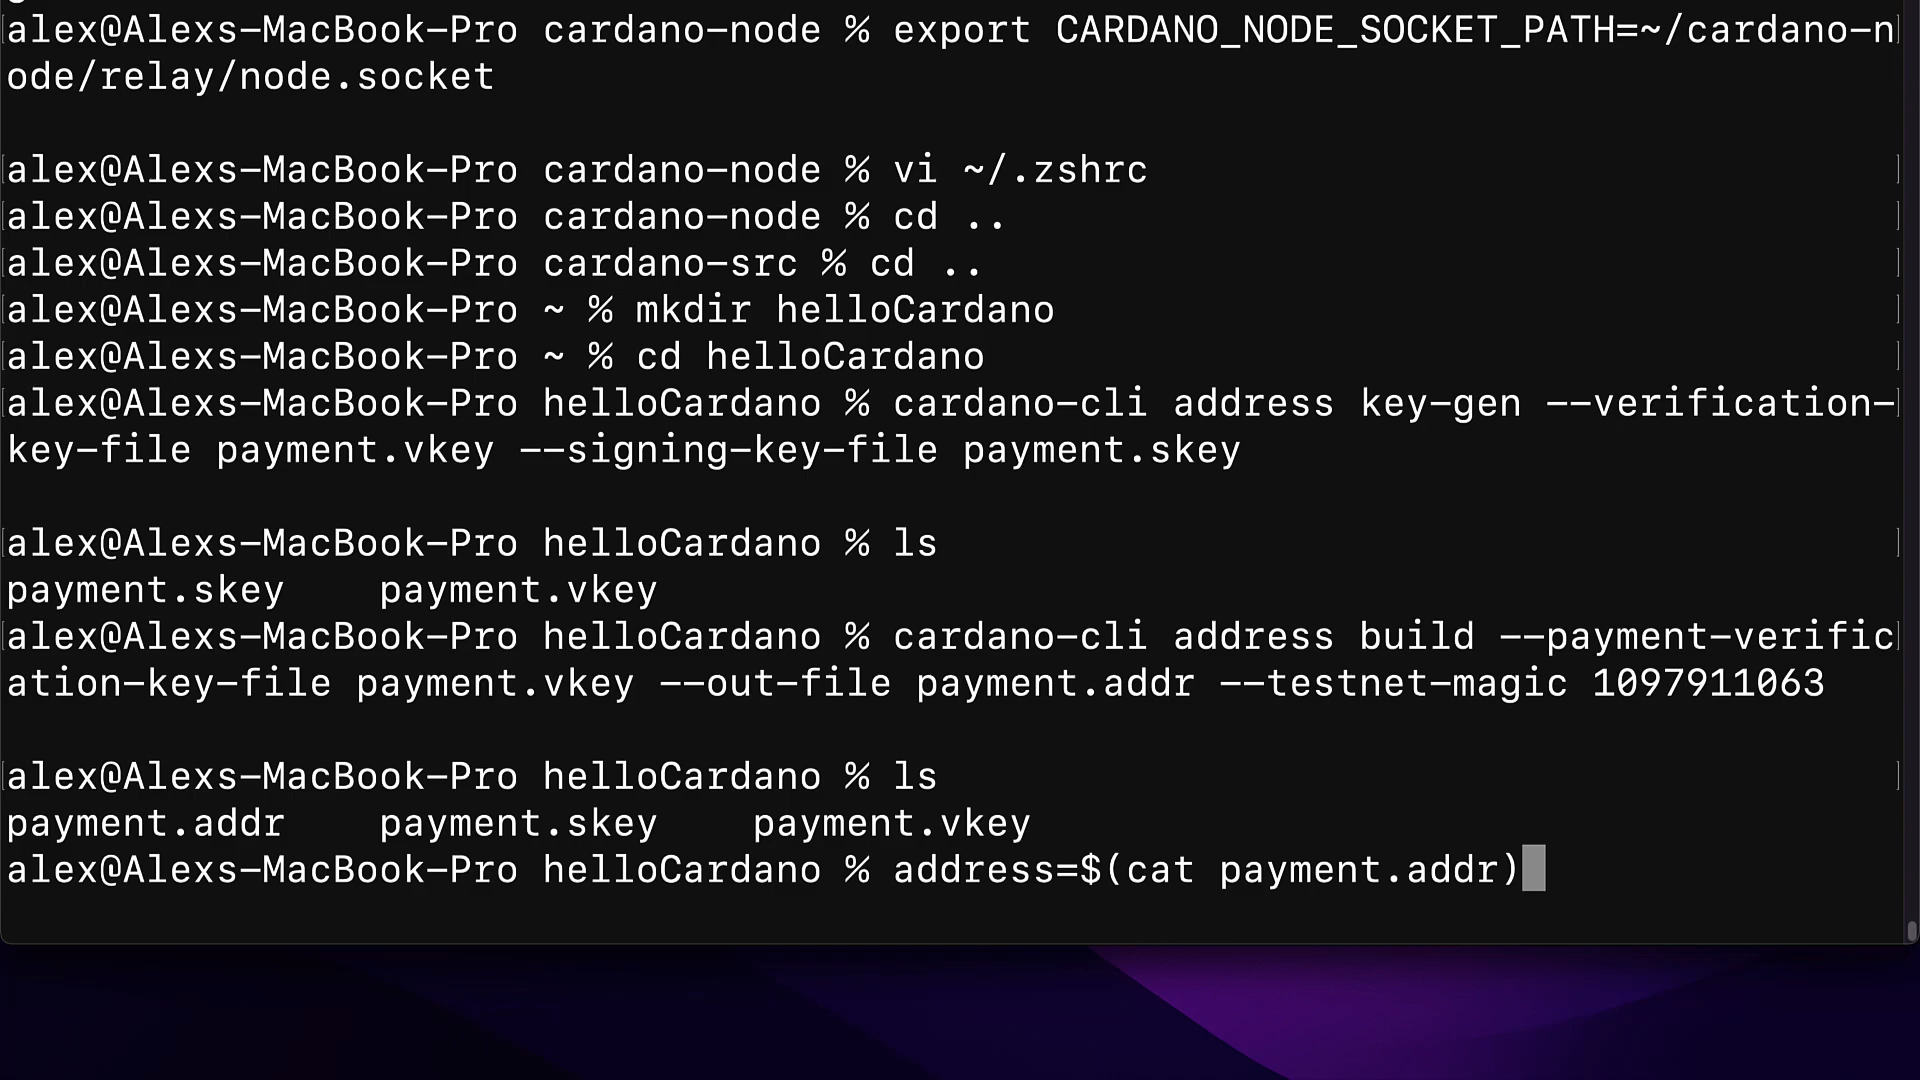 alex@Alexs-MacBook-Pro cardano-node % export CARDANO_NODE_SOCKET_PATH=~/cardano-n
ode/relay/node.socket
alex@Alexs-MacBook-Pro cardano-node % vi ~/.zshrc
alex@Alexs-MacBook-Pro cardano-node % cd ..
alex@Alexs-MacBook-Pro cardano-src % cd ..
alex@Alexs-MacBook-Pro ~ % mkdir helloCardano
alex@Alexs-MacBook-Pro ~ % cd helloCardano
alex@Alexs-MacBook-Pro helloCardano % cardano-cli address key-gen --verification-
key-file payment.vkey --signing-key-file payment.skey
alex@Alexs-MacBook-Pro helloCardano % ls
payment.skey    payment.vkey
alex@Alexs-MacBook-Pro helloCardano % cardano-cli address build --payment-verific
ation-key-file payment.vkey --out-file payment.addr --testnet-magic 1097911063
alex@Alexs-MacBook-Pro helloCardano % ls
payment.addr    payment.skey    payment.vkey
alex@Alexs-MacBook-Pro helloCardano % address=$(cat payment.addr)